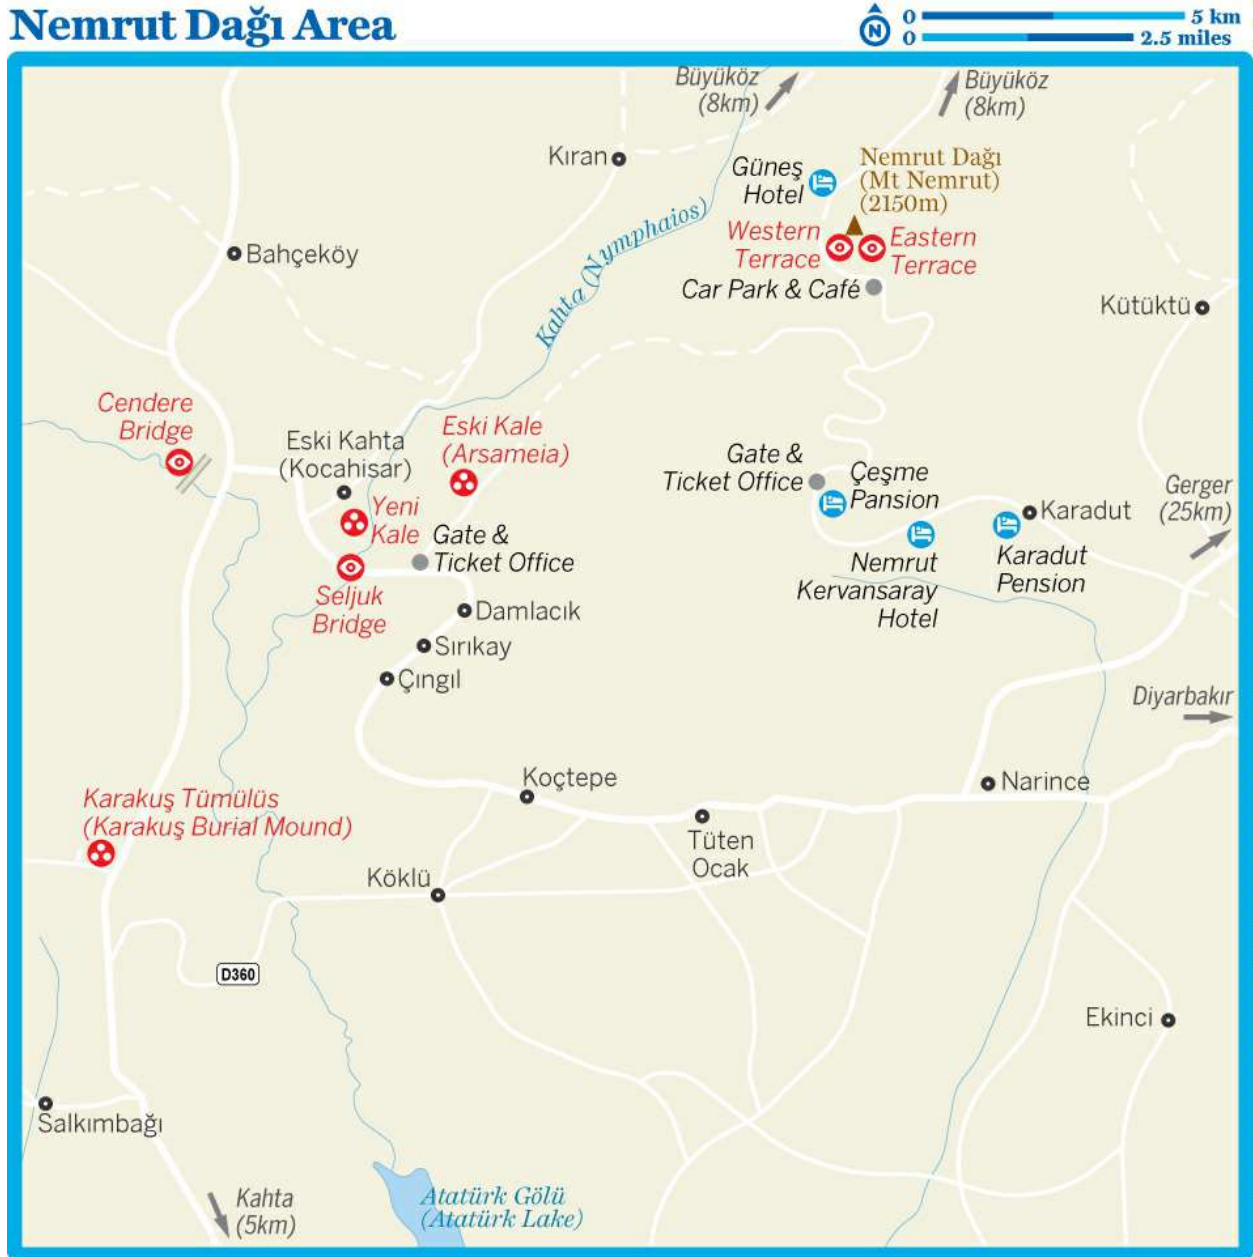 Nemrut Dağı Area
N
0
5 km
0
2.5 miles
Büyüköz
(8km)
Büyüköz
(8km)
Kıran
Güneş
Hotel
Nemrut Dağı
(Mt Nemrut)
(2150m)
Western
Terrace
Eastern
Terrace
Bahçeköy
Kahta (Nymphaios)
Car Park & Café
Kütüktü
Cendere
Bridge
Eski Kahta
(Kocahisar)
Eski Kale
(Arsameia)
Gate &
Ticket Office
Çeşme
Pansion
Gerger
(25km)
Karadut
Yeni
Kale
Gate &
Ticket Office
Nemrut
Kervansaray
Hotel
Karadut
Pension
Seljuk
Bridge
Damlacık
Sırıkay
Çıngıl
Diyarbakır
Koçtepe
Narince
Karakuş Tümülüs
(Karakuş Burial Mound)
Tüten
Ocak
Köklü
D360
Ekinci
Salkımbağı
Kahta
(5km)
Atatürk Gölü
(Atatürk Lake)